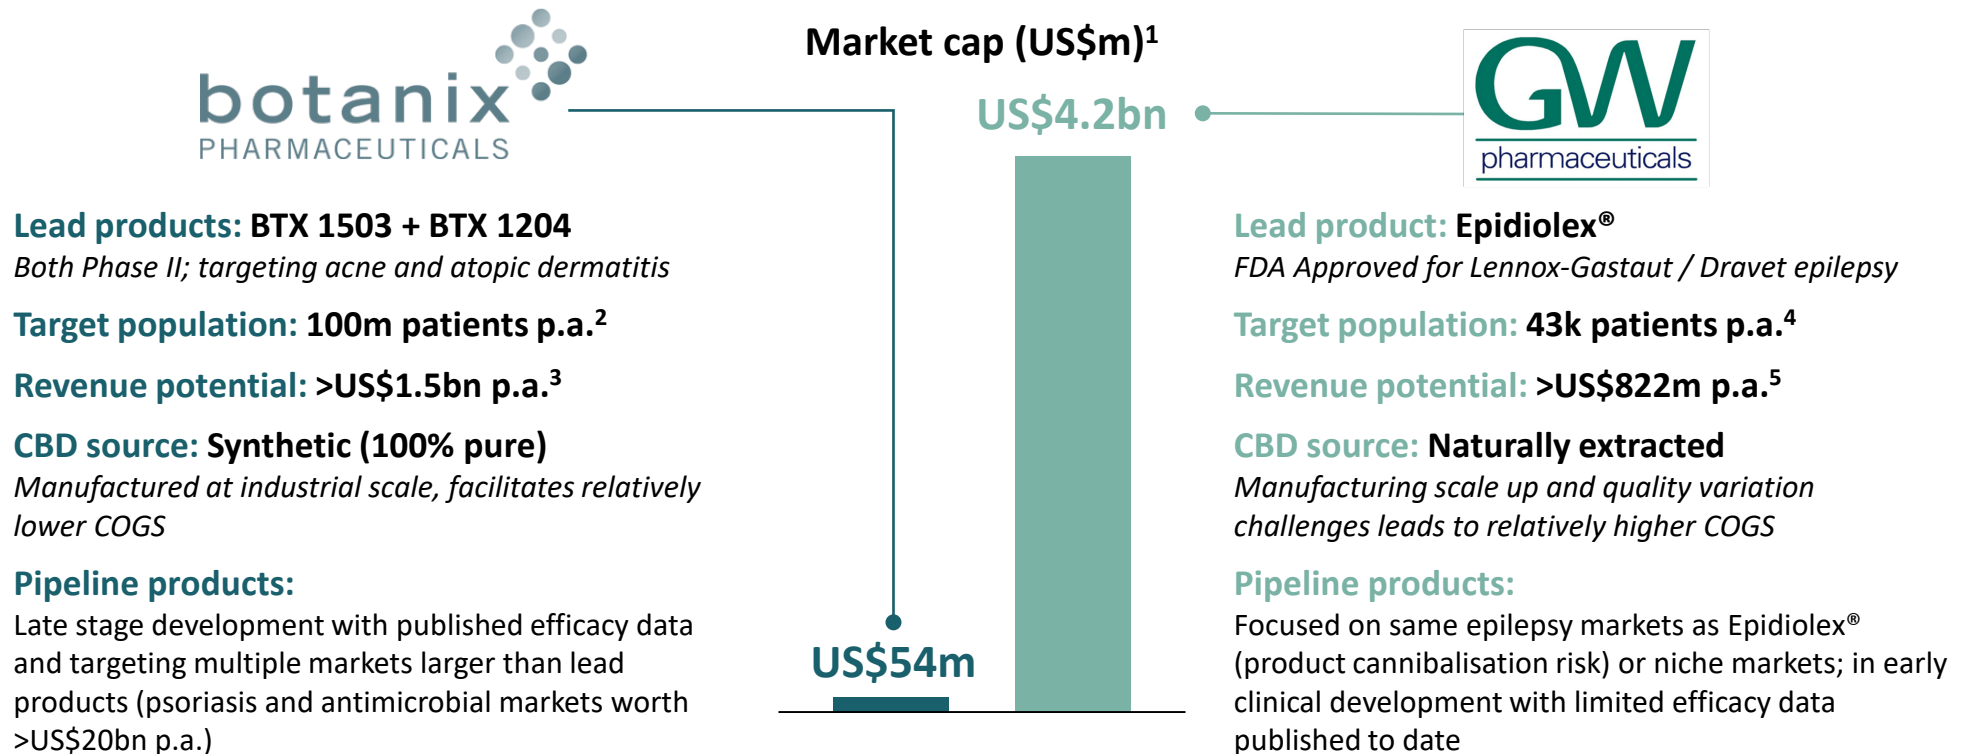 botanix
PHARMACEUTICALS
Lead products: BTX 1503 + BTX 1204
Both Phase II; targeting acne and atopic dermatitis
Target population: 100m patients p.a.²
Revenue potential: >US$1.5bn p.a.³
CBD source: Synthetic (100% pure)
Manufactured at industrial scale, facilitates relatively
lower COGS
Pipeline products:
Late stage development with published efficacy data
and targeting multiple markets larger than lead
products (psoriasis and antimicrobial markets worth
>US$20bn p.a.)
Market cap (US$m)¹
US$4.2bn
US$54m
GW
pharmaceuticals
Lead product: Epidiolex®
FDA Approved for Lennox-Gastaut / Dravet epilepsy
Target population: 43k patients p.a.⁴
Revenue potential: >US$822m p.a.⁵
CBD source: Naturally extracted
Manufacturing scale up and quality variation
challenges leads to relatively higher COGS
Pipeline products:
Focused on same epilepsy markets as Epidiolex®
(product cannibalisation risk) or niche markets; in early
clinical development with limited efficacy data
published to date